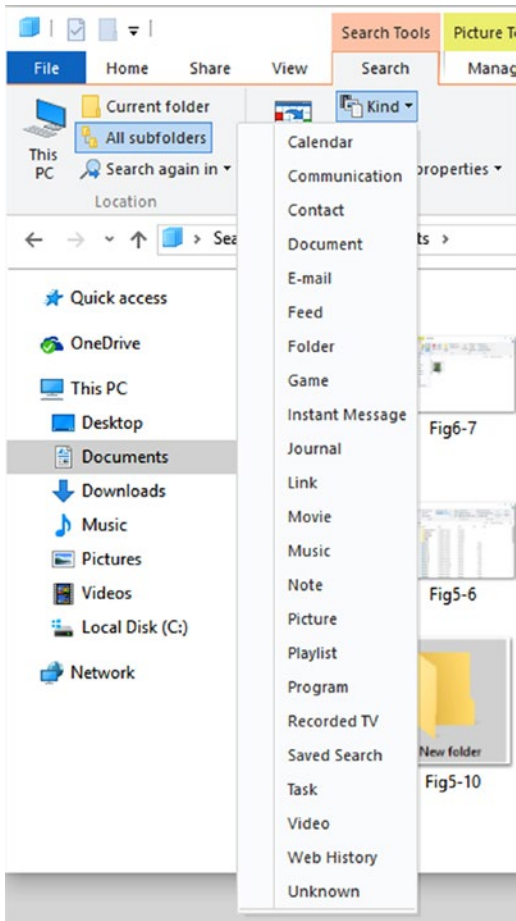 Search Tools
Picture T
File
Home
Share
View
Search
Manag
This PC
Current folder
All subfolders
Search again in
Location
Kind
properties
Sea
ts
Calendar
Communication
Contact
Document
E-mail
Feed
Folder
Game
Instant Message
Journal
Link
Movie
Music
Note
Picture
Playlist
Program
Recorded TV
Saved Search
Task
Video
Web History
Unknown
Quick access
OneDrive
This PC
Desktop
Documents
Downloads
Music
Pictures
Videos
Local Disk (C:)
Network
Fig6-7
Fig5-6
New folder
Fig5-10